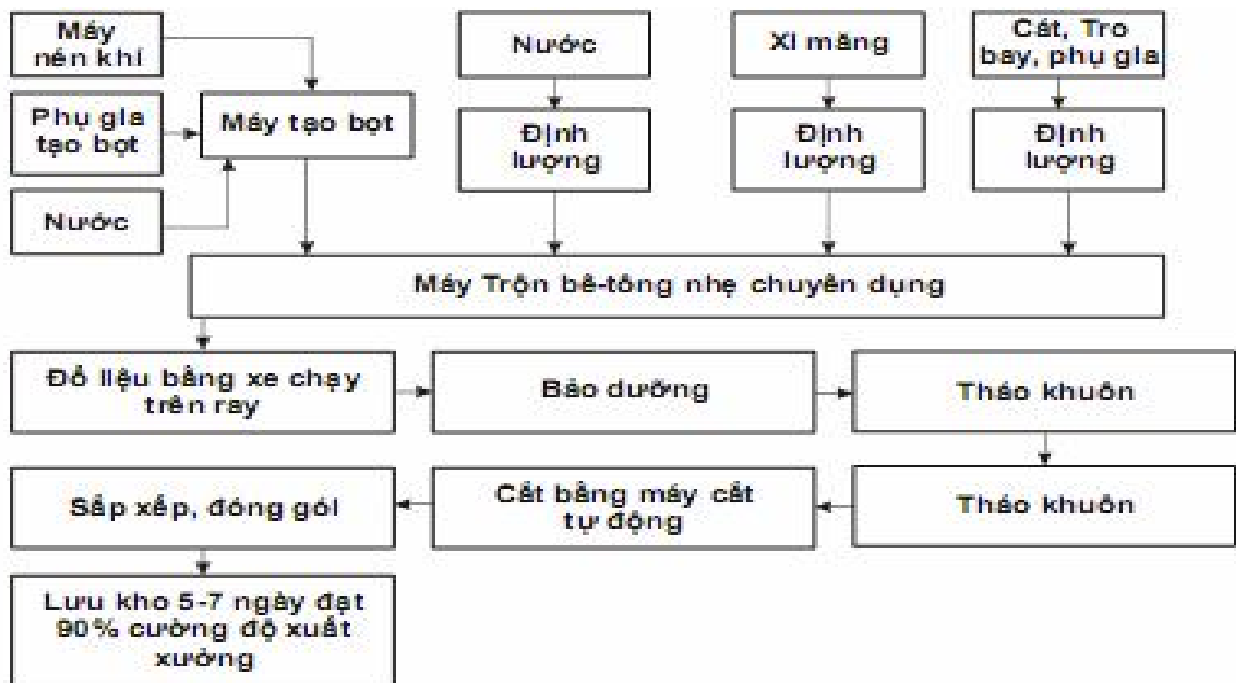 Máy
nén khí
Phụ gia
tạo bọt
Nước
Máy tạo bọt
Nước
Định
lượng
Xi măng
Định
lượng
Cát, Tro
bay, phụ gia
Định
lượng
Máy Trộn bê-tông nhẹ chuyên dụng
Đổ liệu bằng xe chạy
trên ray
Bảo dưỡng
Tháo khuôn
Tháo khuôn
Cắt bằng máy cắt
tự động
Sắp xếp, đóng gói
Lưu kho 5-7 ngày đạt
90% cường độ xuất
xưởng